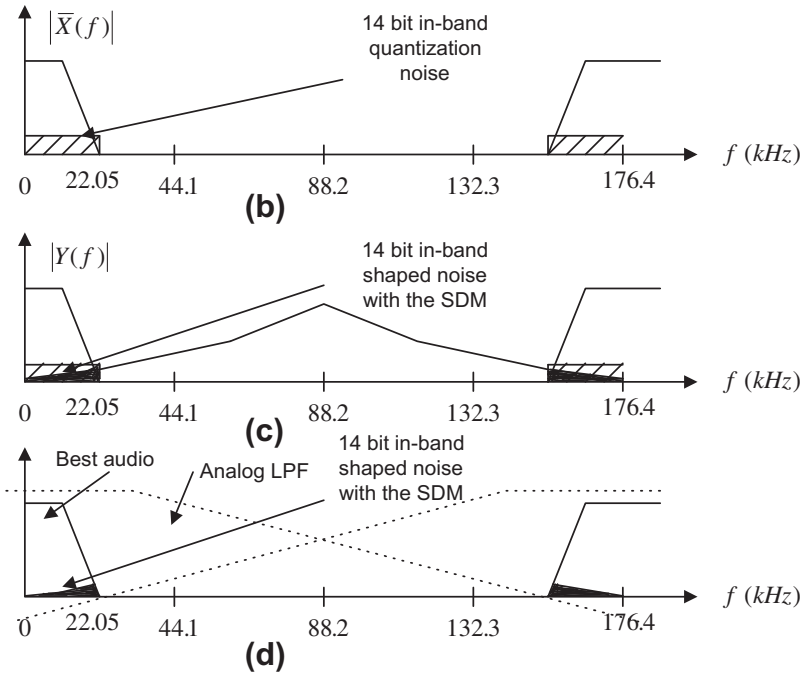 |X̅(f)|
14 bit in-band
quantization
noise
f (kHz)
0 22.05 44.1 88.2 132.3 176.4
(b)
|Y(f)|
14 bit in-band
shaped noise
with the SDM
f (kHz)
0 22.05 44.1 88.2 132.3 176.4
(c)
Best audio
Analog LPF
14 bit in-band
shaped noise
with the SDM
f (kHz)
0 22.05 44.1 88.2 132.3 176.4
(d)